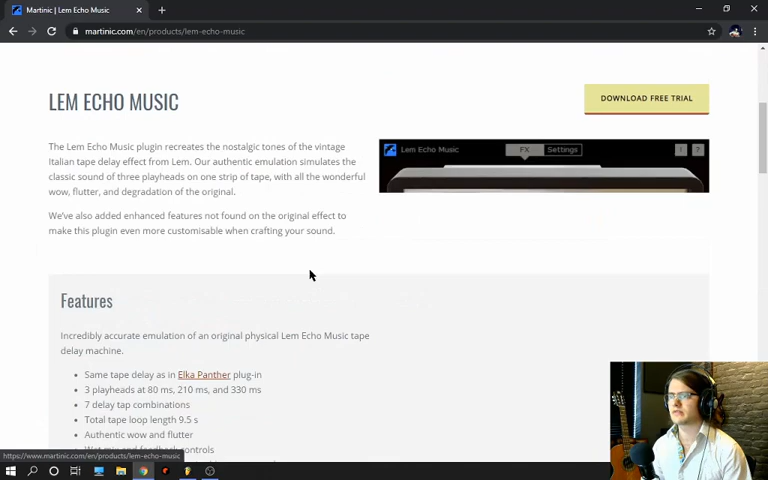 Martinic | Lem Echo Music
martinic.com/en/products/lem-echo-music
LEM ECHO MUSIC
DOWNLOAD FREE TRIAL
The Lem Echo Music plugin recreates the nostalgic tones of the vintage
Italian tape delay effect from Lem. Our authentic emulation simulates the
classic sound of three playheads on one strip of tape, with all the wonderful
wow, flutter, and degradation of the original.
We've also added enhanced features not found on the original effect to
make this plugin even more customisable when crafting your sound.
Lem Echo Music FX Settings i ?
Features
Incredibly accurate emulation of an original physical Lem Echo Music tape
delay machine.
Same tape delay as in Elka Panther plug-in
3 playheads at 80 ms, 210 ms, and 330 ms
7 delay tap combinations
Total tape loop length 9.5 s
Authentic wow and flutter
Wet mix and feedback controls
https://www.martinic.com/en/products/lem-echo-music